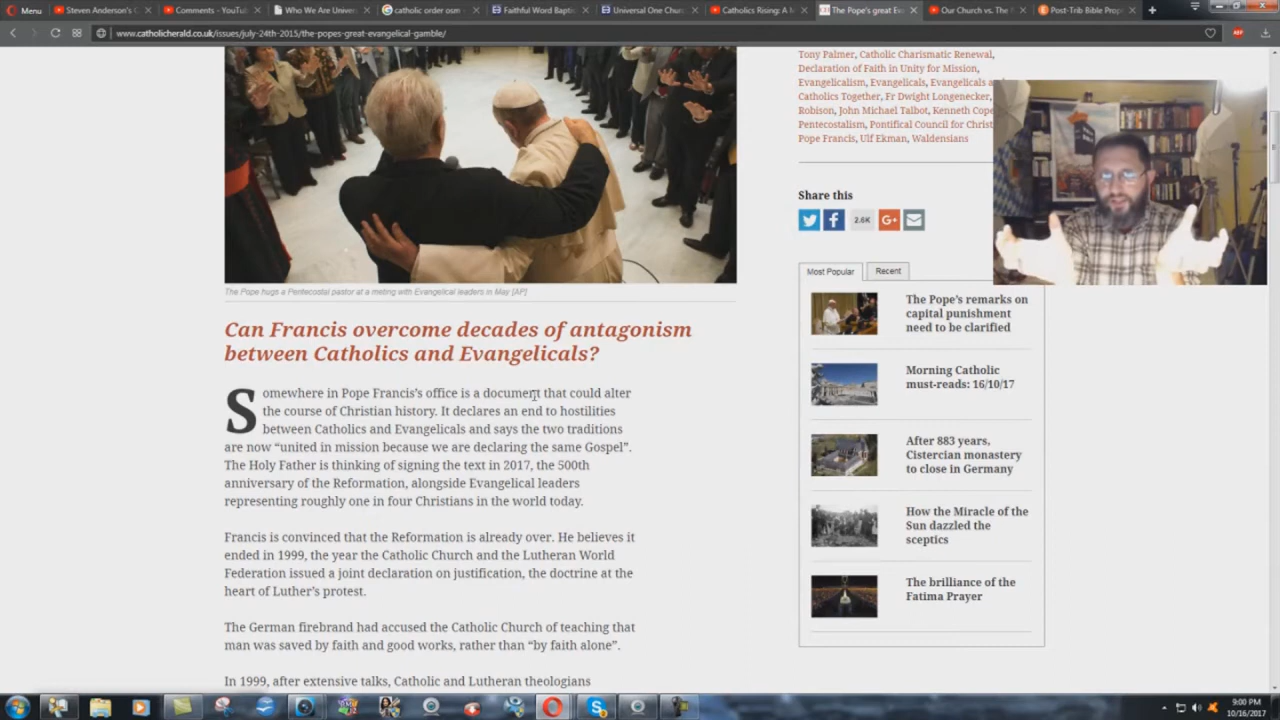 Menu
Steven Anderson's C
Comments - YouTu
Who We Are Univer
catholic order osm
Faithful Word Bapti
Universal One Chur
Catholics Rising: A M
The Pope's great Ev
Our Church vs. The
Post-Trib Bible Prop
www.catholicherald.co.uk/issues/july-24th-2015/the-popes-great-evangelical-gamble/
ABP
Tony Palmer, Catholic Charismatic Renewal,
Declaration of Faith in Unity for Mission,
Evangelicalism, Evangelicals, Evangelicals a
Catholics Together, Fr Dwight Longenecker,
Robison, John Michael Talbot, Kenneth Cope
Pentecostalism, Pontifical Council for Christ
Pope Francis, Ulf Ekman, Waldensians
Share this
2.6K
G+
Most Popular
Recent
The Pope's remarks on
capital punishment
need to be clarified
Morning Catholic
must-reads: 16/10/17
After 883 years,
Cistercian monastery
to close in Germany
How the Miracle of the
Sun dazzled the
sceptics
The brilliance of the
Fatima Prayer
The Pope hugs a Pentecostal pastor at a meting with Evangelical leaders in May [AP]
Can Francis overcome decades of antagonism
between Catholics and Evangelicals?
Somewhere in Pope Francis's office is a document that could alter
the course of Christian history. It declares an end to hostilities
between Catholics and Evangelicals and says the two traditions
are now “united in mission because we are declaring the same Gospel”.
The Holy Father is thinking of signing the text in 2017, the 500th
anniversary of the Reformation, alongside Evangelical leaders
representing roughly one in four Christians in the world today.
Francis is convinced that the Reformation is already over. He believes it
ended in 1999, the year the Catholic Church and the Lutheran World
Federation issued a joint declaration on justification, the doctrine at the
heart of Luther's protest.
The German firebrand had accused the Catholic Church of teaching that
man was saved by faith and good works, rather than “by faith alone”.
In 1999, after extensive talks, Catholic and Lutheran theologians
9:00 PM
10/16/2017